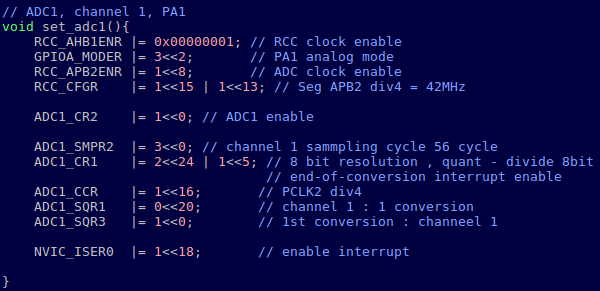 // ADC1, channel 1, PA1
void set_adc1(){
RCC_AHB1ENR |= 0x00000001; // RCC clock enable
GPIOA_MODER |= 3<<2; // PA1 analog mode
RCC_APB2ENR |= 1<<8; // ADC clock enable
RCC_CFGR |= 1<<15 | 1<<13; // Seg APB2 div4 = 42MHz
ADC1_CR2 |= 1<<0; // ADC1 enable
ADC1_SMPR2 |= 3<<0; // channel 1 sammpling cycle 56 cycle
ADC1_CR1 |= 2<<24 | 1<<5; // 8 bit resolution , quant - divide 8bit
// end-of-conversion interrupt enable
ADC1_CCR |= 1<<16; // PCLK2 div4
ADC1_SQR1 |= 0<<20; // channel 1 : 1 conversion
ADC1_SQR3 |= 1<<0; // 1st conversion : channeel 1
NVIC_ISER0 |= 1<<18; // enable interrupt
}